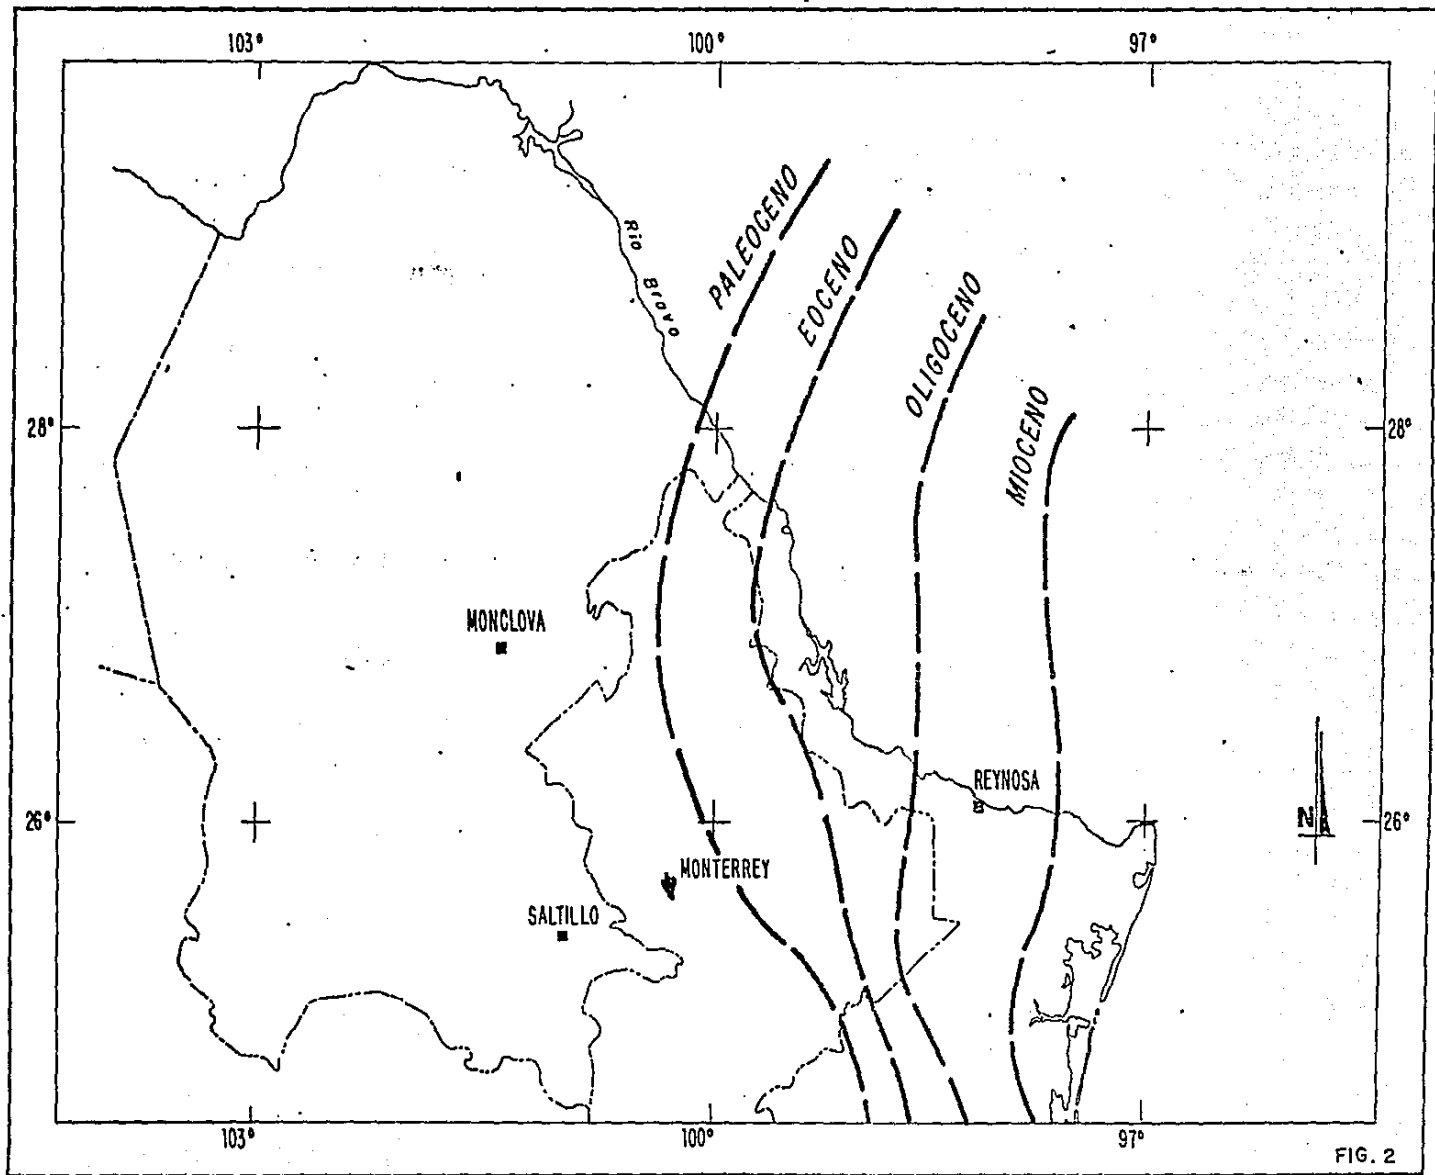 103°
100°
97°
PALEOCENO
EOCENO
OLIGOCENO
MIOCENO
Rio
Bravo
28°
28°
MONCLOVA
REYNOSA
26°
N
26°
MONTERREY
SALTILLO
103°
100°
97°
FIG. 2